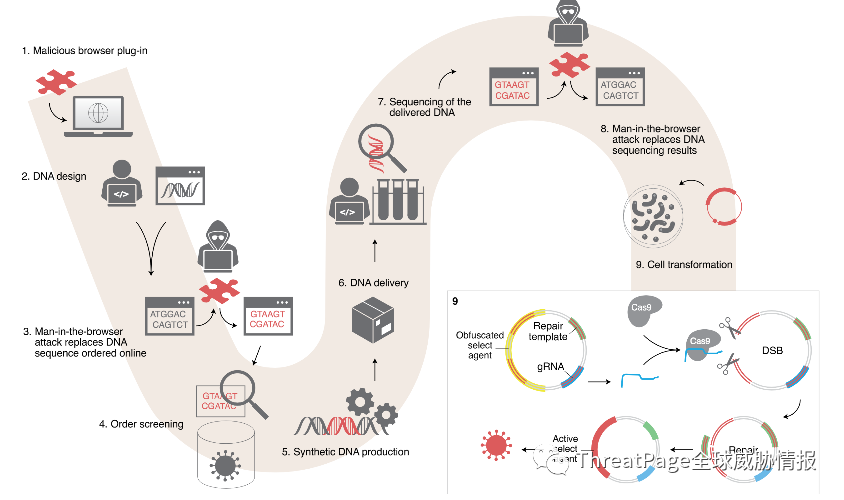 1. Malicious browser plug-in
2. DNA design
</>
ATGGAC
CAGTCT
GTAAGT
CGATAC
3. Man-in-the-browser
attack replaces DNA
sequence ordered online
GTAAGT
CGATAC
4. Order screening
5. Synthetic DNA production
6. DNA delivery
</>
7. Sequencing of the
delivered DNA
GTAAGT
CGATAC
ATGGAC
CAGTCT
8. Man-in-the-browser
attack replaces DNA
sequencing results
9. Cell transformation
9
Obfuscated
select
agent
Repair
template
gRNA
Cas9
Cas9
DSB
Repair
Active
select
ThreatPage全球威胁情报